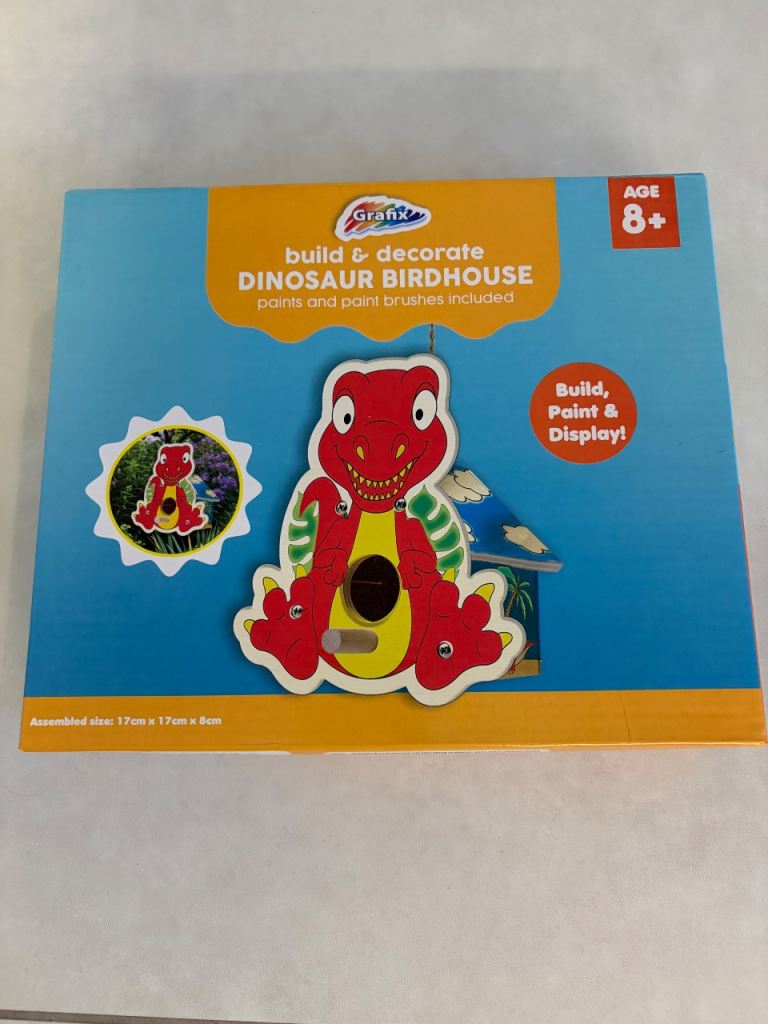 Grafix
build & decorate
DINOSAUR BIRDHOUSE
paints and paint brushes included
AGE
8+
Build,
Paint &
Display!
Assembled size: 17cm x 17cm x 8cm